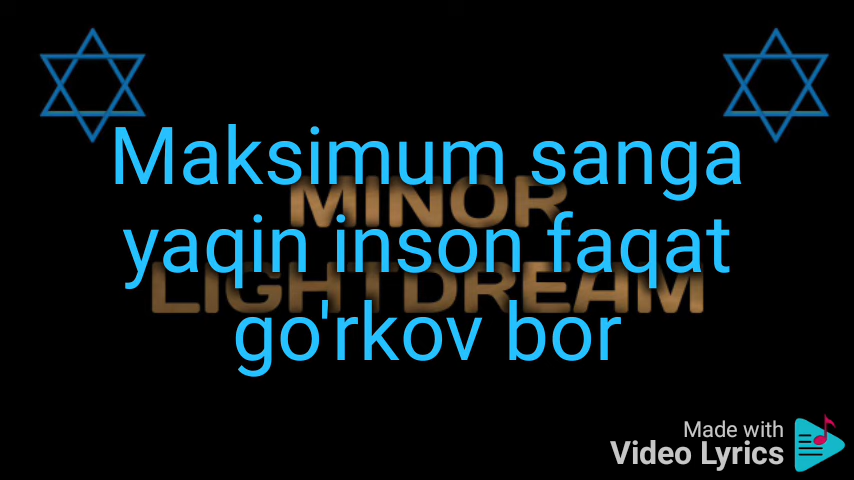 Maksimum sanga
MINOR
yaqin inson faqat
LIGHTDREAM
go'rkov bor
Made with
Video Lyrics